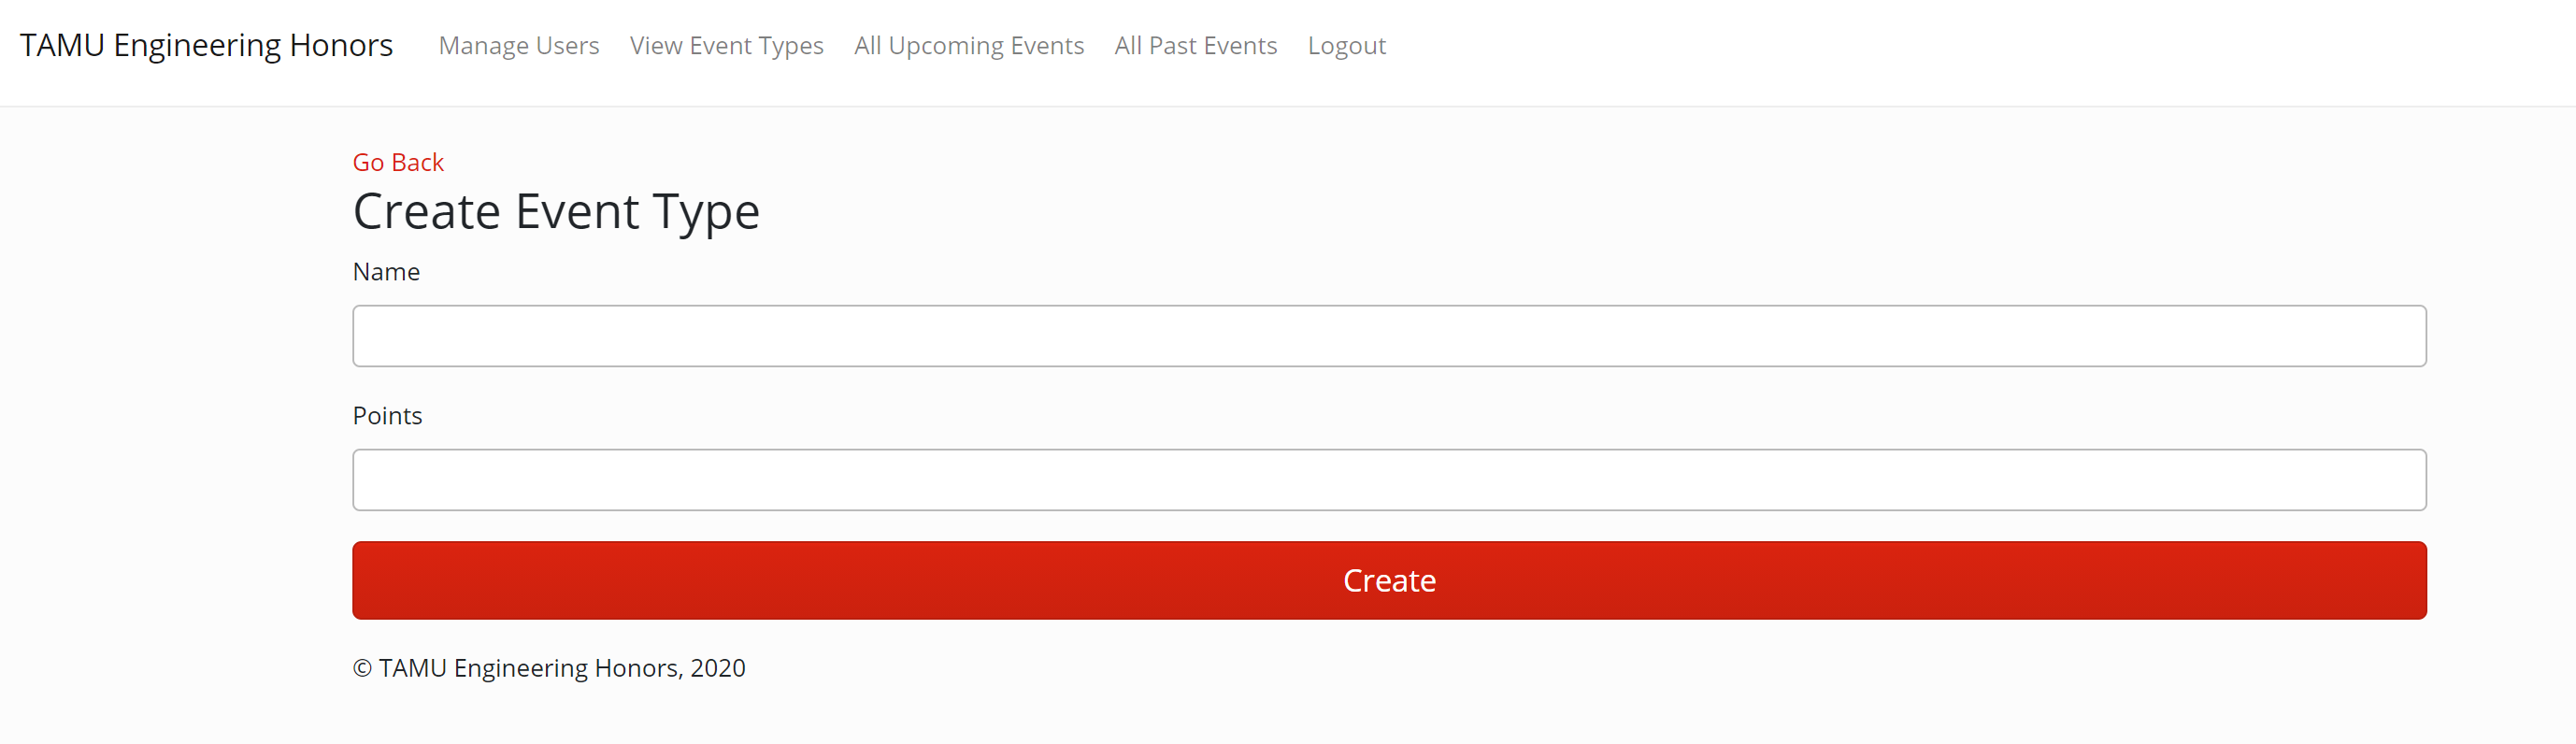 TAMU Engineering Honors Manage Users View Event Types All Upcoming Events All Past Events Logout
Go Back
Create Event Type
Name
Points
Create
© TAMU Engineering Honors, 2020